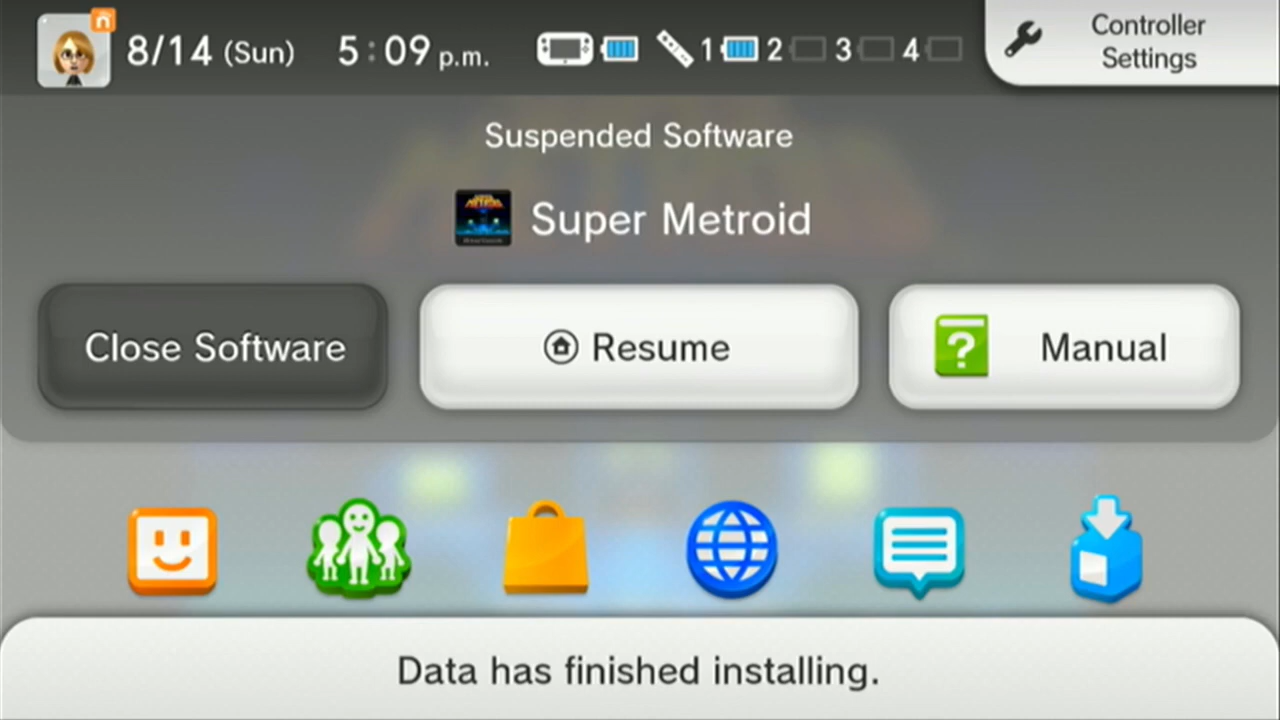 8/14 (Sun) 5:09 p.m. 1 2 3 4
Controller
Settings
Suspended Software
Super Metroid
Close Software
Resume
? Manual
Data has finished installing.